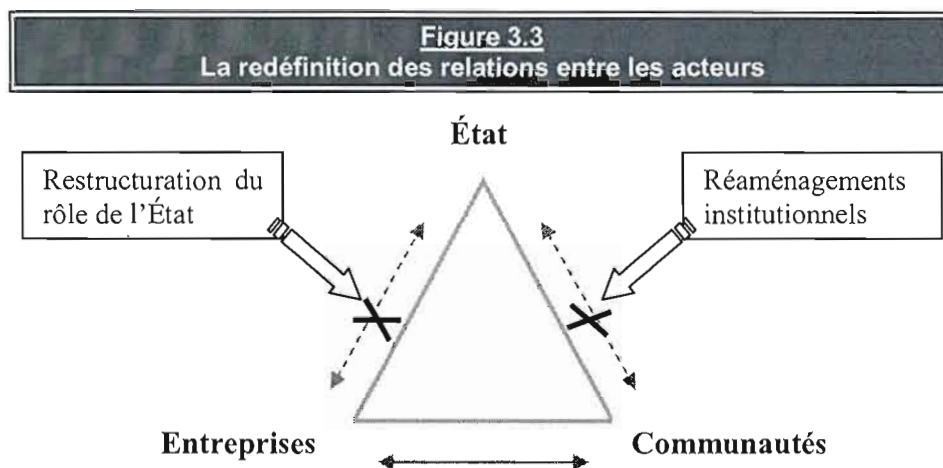 Figure 3.3
La redéfinition des relations entre les acteurs
État
Restructuration du
rôle de l'État
Réaménagements
institutionnels
Entreprises
Communautés